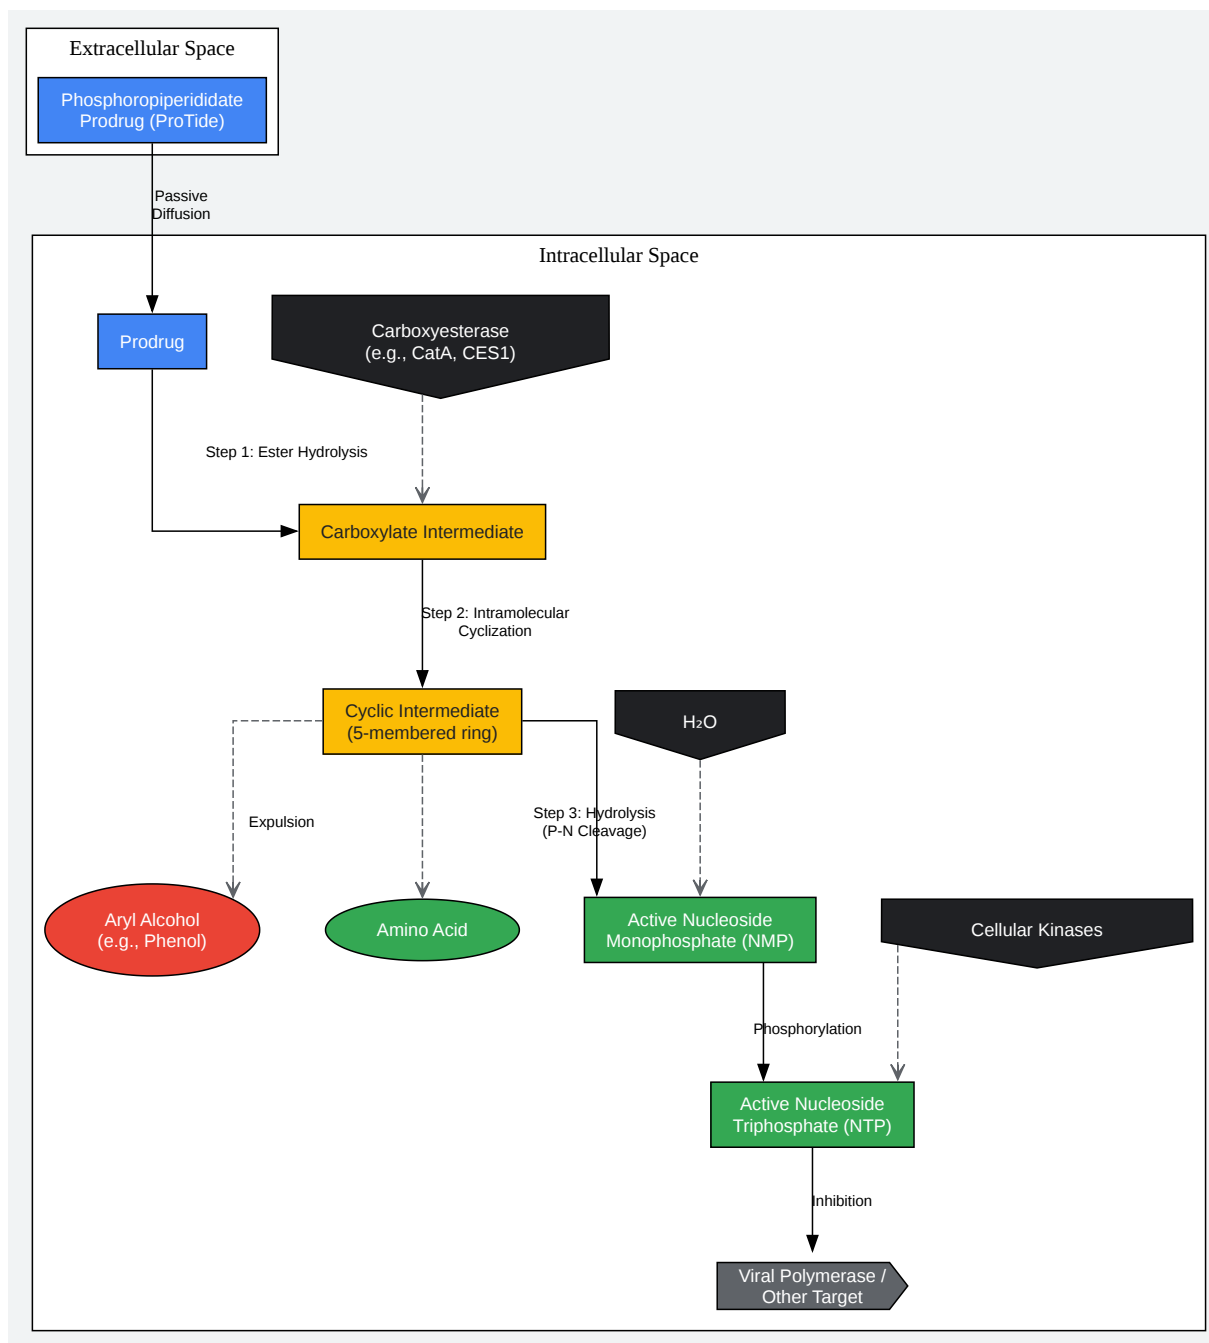 Extracellular Space
Phosphoropiperididate
Prodrug (ProTide)
Passive
Diffusion
Intracellular Space
Prodrug
Carboxyesterase
(e.g., CatA, CES1)
Step 1: Ester Hydrolysis
Carboxylate Intermediate
Step 2: Intramolecular
Cyclization
Cyclic Intermediate
(5-membered ring)
H₂O
Expulsion
Step 3: Hydrolysis
(P-N Cleavage)
Aryl Alcohol
(e.g., Phenol)
Amino Acid
Active Nucleoside
Monophosphate (NMP)
Cellular Kinases
Phosphorylation
Active Nucleoside
Triphosphate (NTP)
Inhibition
Viral Polymerase /
Other Target